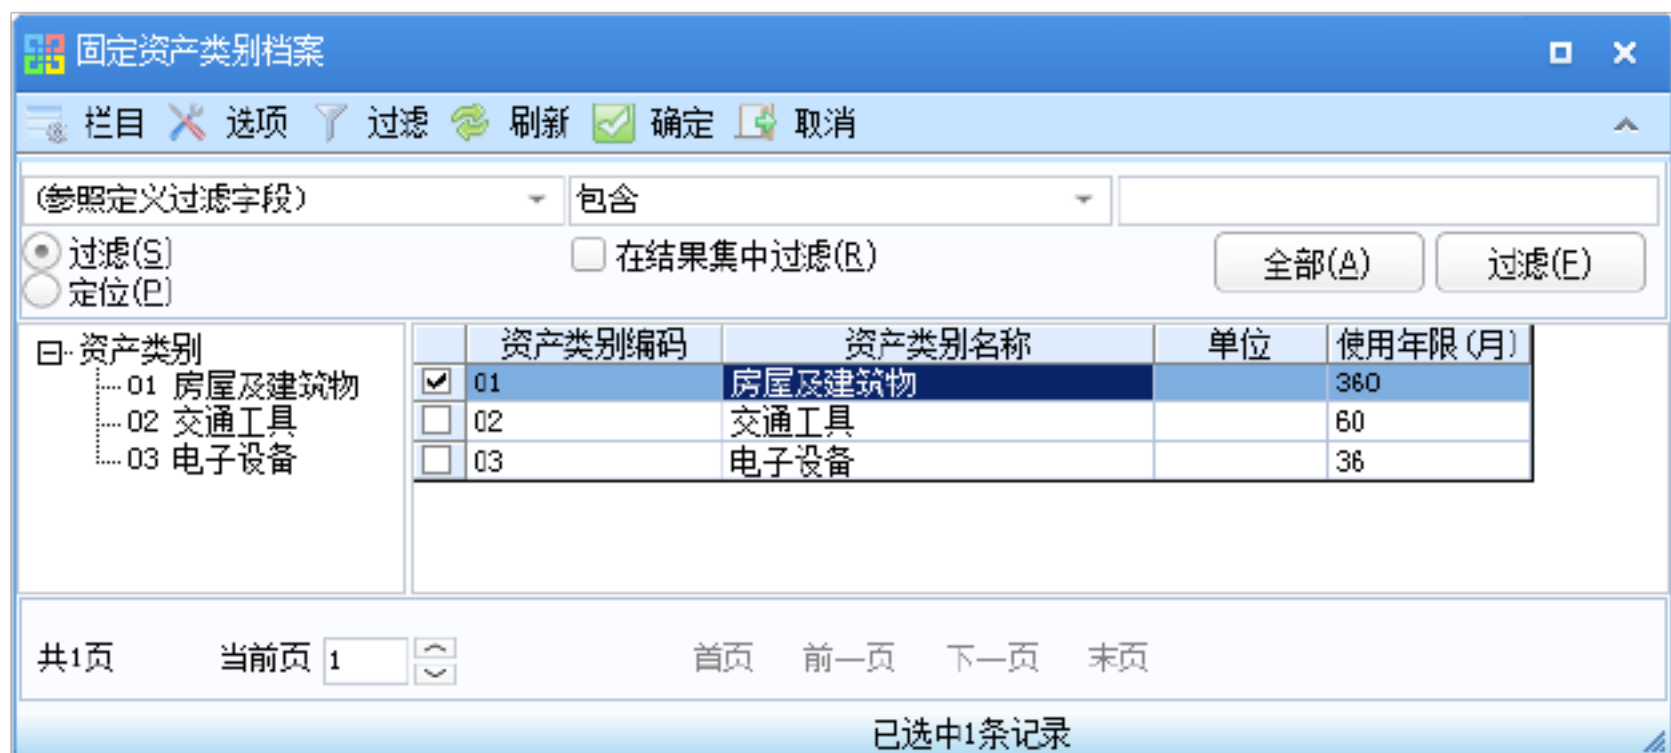 固定资产类别档案
栏目 选项 过滤 刷新 确定 取消
(参照定义过滤字段) 包含
过滤(S) 在结果集中过滤(R) 全部(A) 过滤(F)
定位(P)
资产类别
01 房屋及建筑物
02 交通工具
03 电子设备
资产类别编码 资产类别名称 单位 使用年限(月)
01 房屋及建筑物 360
02 交通工具 60
03 电子设备 36
共1页 当前页 1 首页 前一页 下一页 末页
已选中1条记录